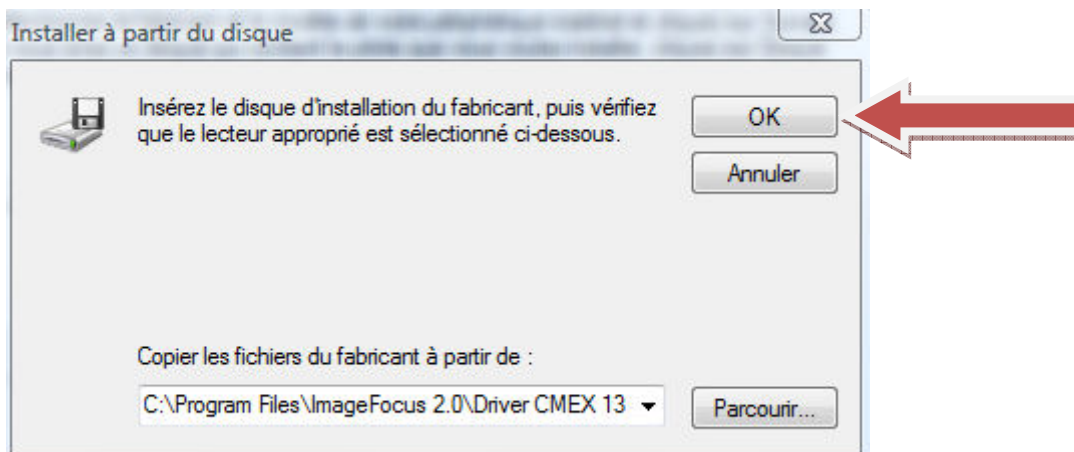 Installer à partir du disque
Insérez le disque d'installation du fabricant, puis vérifiez
que le lecteur approprié est sélectionné ci-dessous.
OK
Annuler
Copier les fichiers du fabricant à partir de :
C:\Program Files\ImageFocus 2.0\Driver CMEX 13
Parcourir...